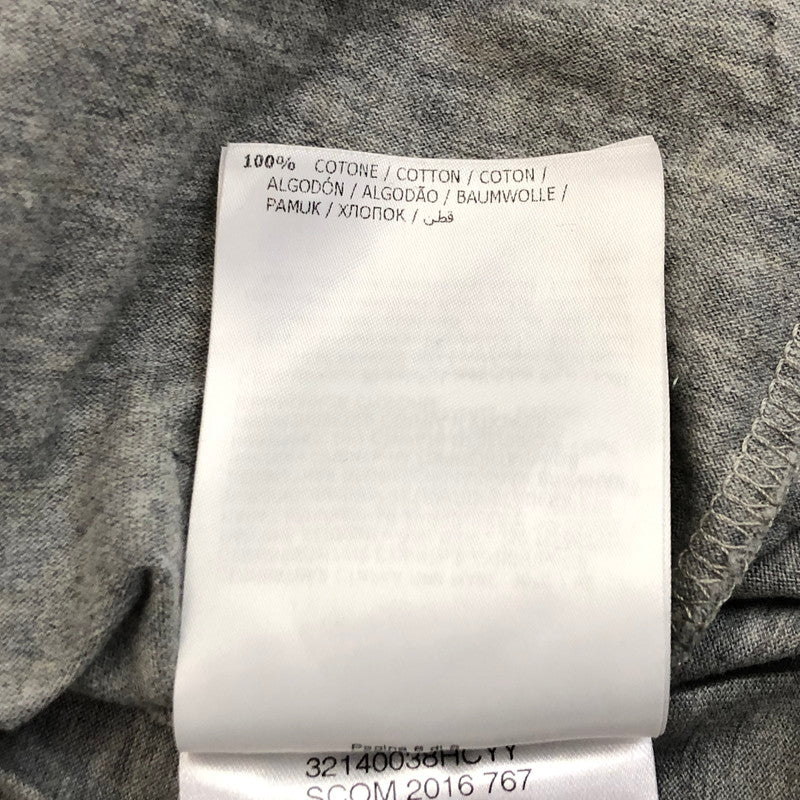 100% COTONE / COTTON / COTON /
ALGODÓN / ALGODÃO / BAUMWOLLE /
PAMUK / ХЛОПОК / قطن
32140038HCYY
SCOM 2016 767